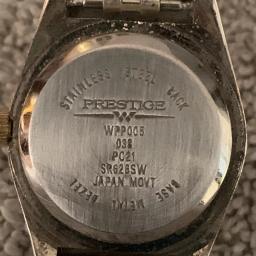 STAINLESS STEEL BACK
PRESTIGE
W
WPP005
038
PC21
SR626SW
JAPAN MOVT
BASE METAL BEZEL